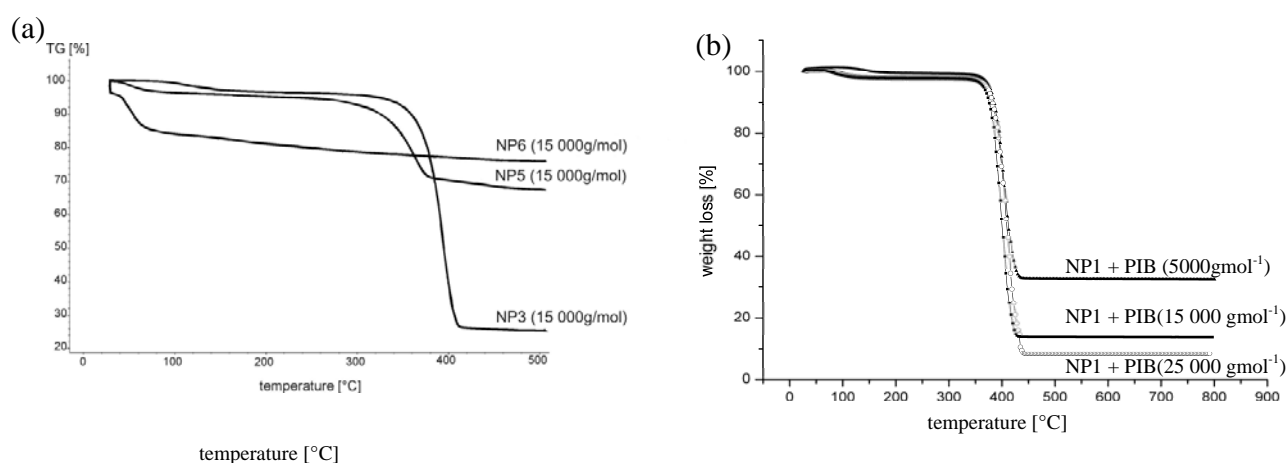 (a)
TG [%]
100
90
80
70
60
50
40
30
20
NP6 (15 000g/mol)
NP5 (15 000g/mol)
NP3 (15 000g/mol)
0 100 200 300 400 500
temperature [°C]
temperature [°C]
(b)
weight loss [%]
100
80
60
40
20
0
NP1 + PIB (5000gmol⁻¹)
NP1 + PIB(15 000 gmol⁻¹)
NP1 + PIB(25 000 gmol⁻¹)
0 100 200 300 400 500 600 700 800 900
temperature [°C]